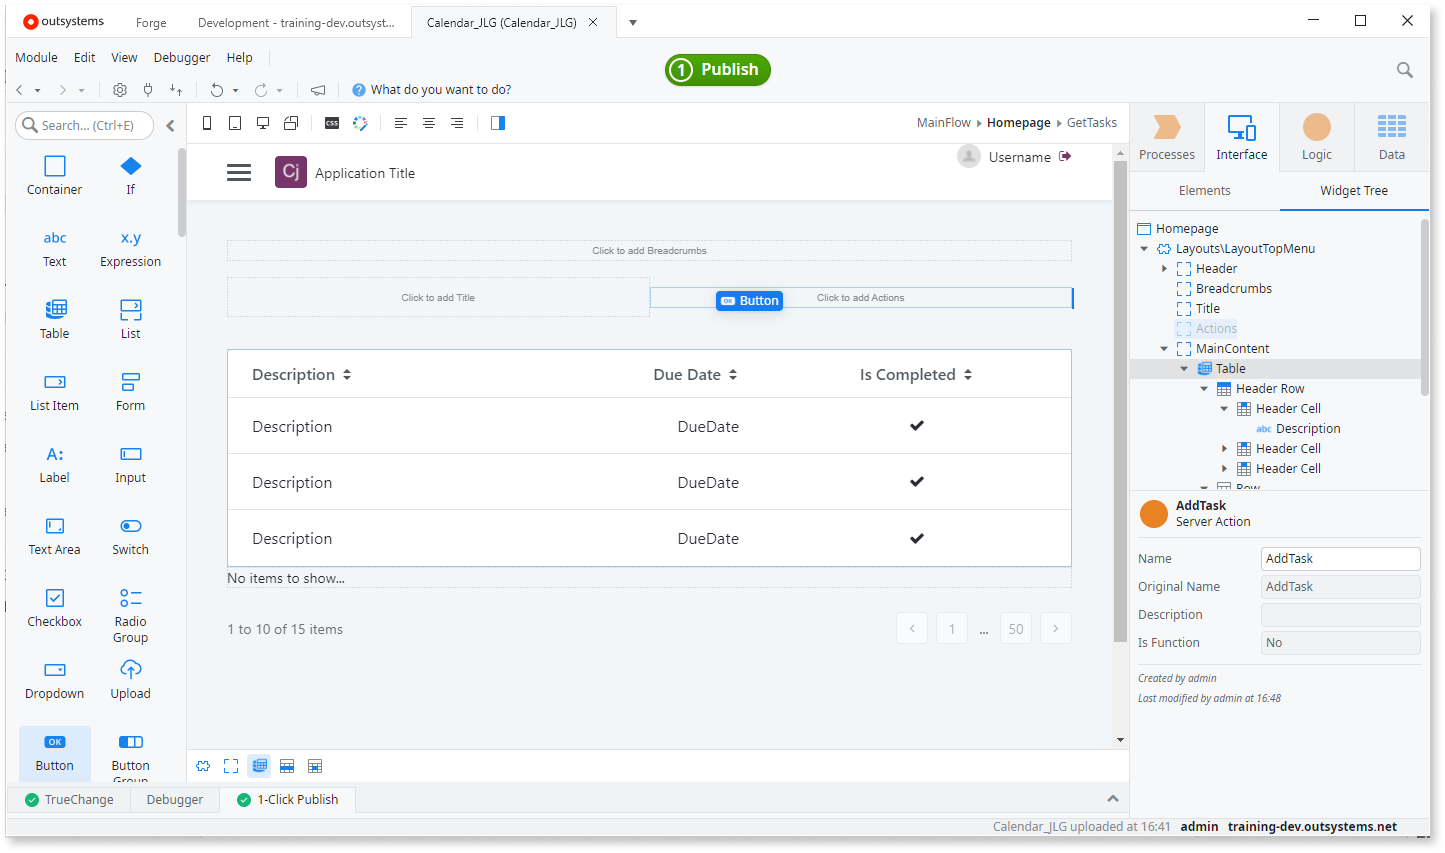 outsystems
Forge
Development - training-dev.outsyst...
Calendar_JLG (Calendar_JLG)
Module Edit View Debugger Help
1 Publish
? What do you want to do?
Search... (Ctrl+E)
Container If
abc x.y
Text Expression
Table List
List Item Form
A:
Label Input
Text Area Switch
Checkbox Radio Group
Dropdown Upload
OK
Button Button Group
CSS
MainFlow Homepage GetTasks
Cj Application Title
Username
Click to add Breadcrumbs
Click to add Title
OK Button
Click to add Actions
Description Due Date Is Completed
Description DueDate
Description DueDate
Description DueDate
No items to show...
1 to 10 of 15 items
1 ... 50
Processes Interface Logic Data
Elements Widget Tree
Homepage
Layouts\LayoutTopMenu
Header
Breadcrumbs
Title
Actions
MainContent
Table
Header Row
Header Cell
abc Description
Header Cell
Header Cell
Row
AddTask
Server Action
Name AddTask
Original Name AddTask
Description
Is Function No
Created by admin
Last modified by admin at 16:48
TrueChange Debugger 1-Click Publish
Calendar_JLG uploaded at 16:41 admin training-dev.outsystems.net